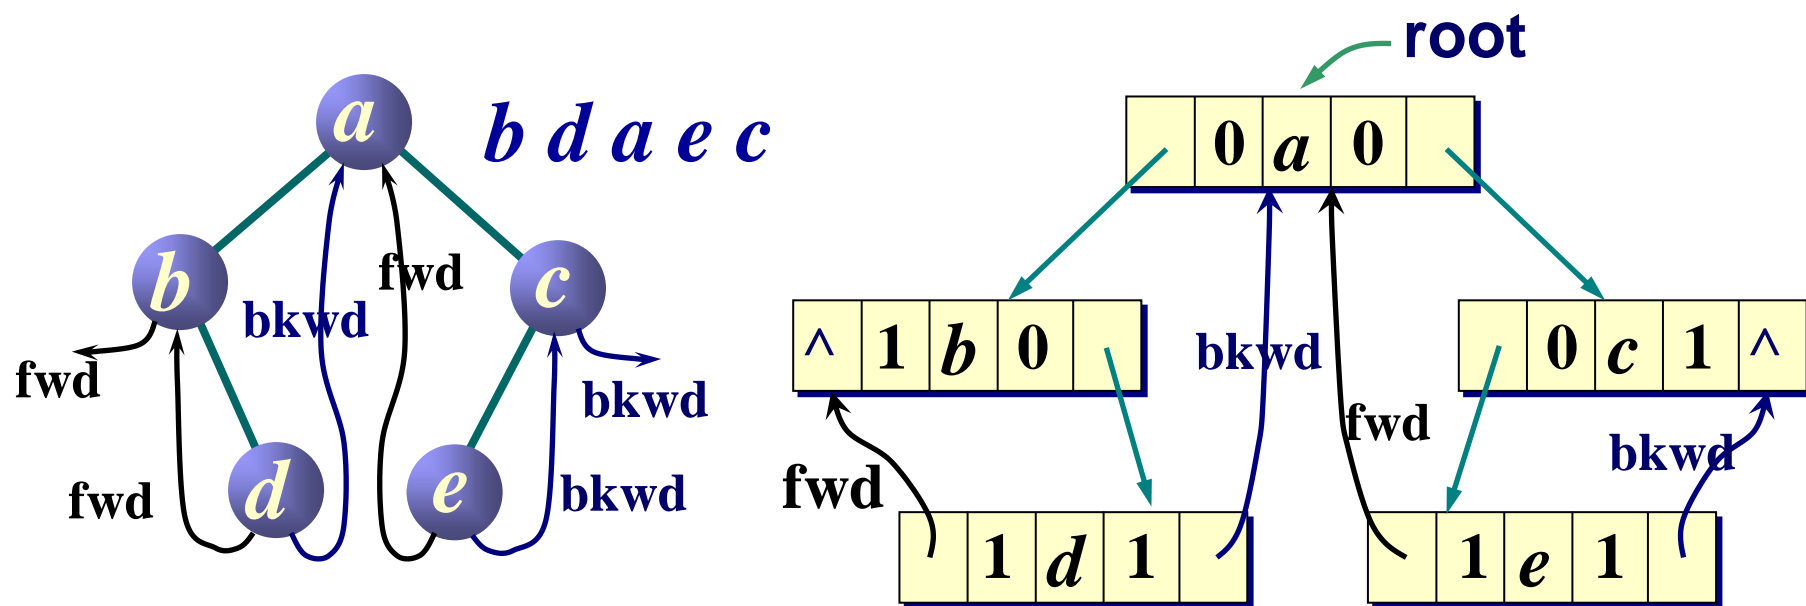 root
a
b d a e c
0 a 0
b
fwd
c
bkwd
^ 1 b 0
bkwd
0 c 1 ^
fwd
bkwd
fwd
bkwd
fwd
d
e
bkwd
fwd
1 d 1
1 e 1